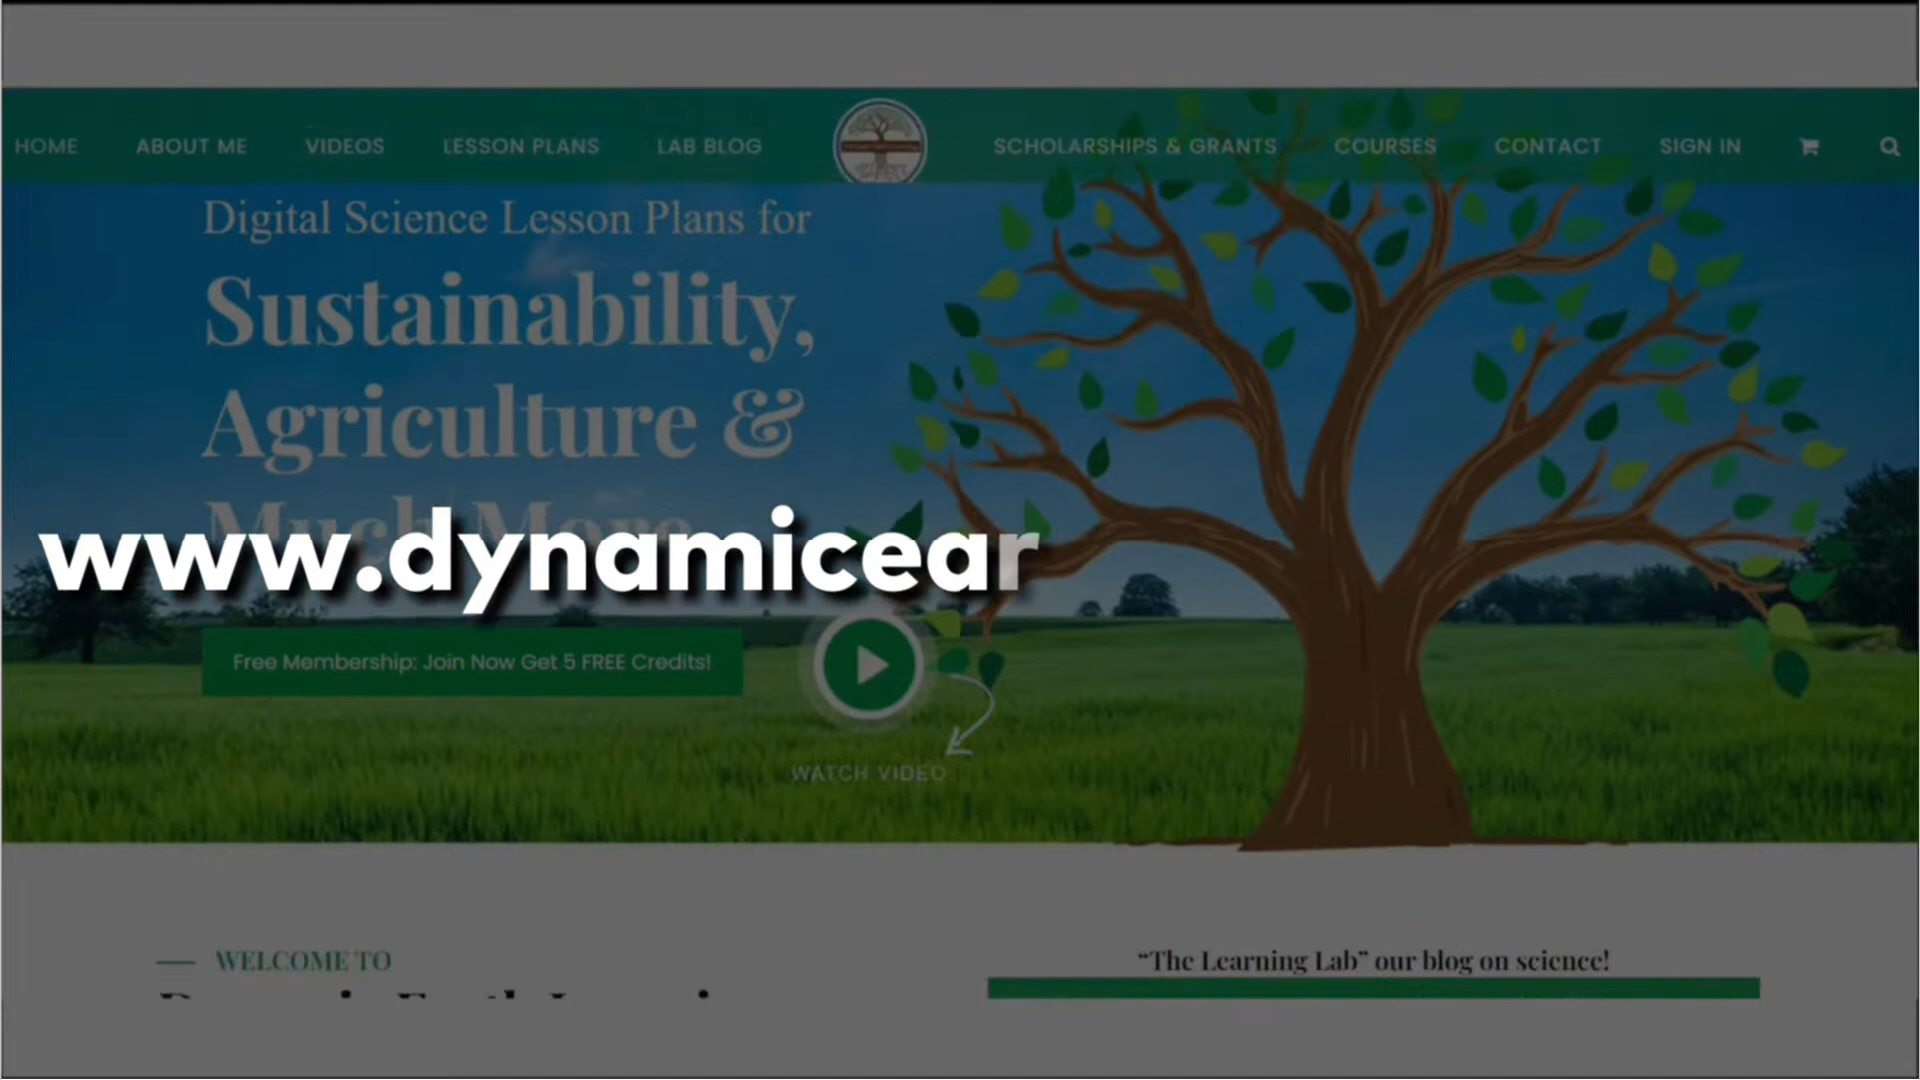 HOME ABOUT ME VIDEOS LESSON PLANS LAB BLOG SCHOLARSHIPS & GRANTS COURSES CONTACT SIGN IN
Digital Science Lesson Plans for
Sustainability,
Agriculture &
Much More
www.dynamicear
Free Membership: Join Now Get 5 FREE Credits!
WATCH VIDEO
WELCOME TO
“The Learning Lab” our blog on science!